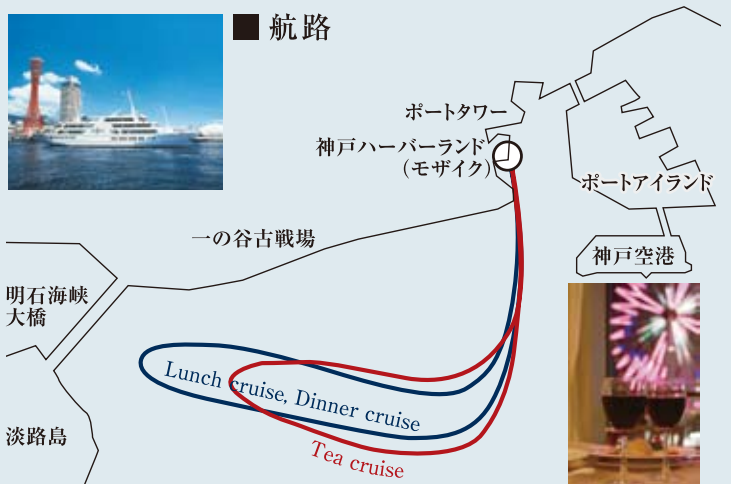 ■航路
ポートタワー
神戸ハーバーランド
(モザイク)
ポートアイランド
一の谷古戦場
神戸空港
明石海峡
大橋
Lunch cruise, Dinner cruise
淡路島
Tea cruise